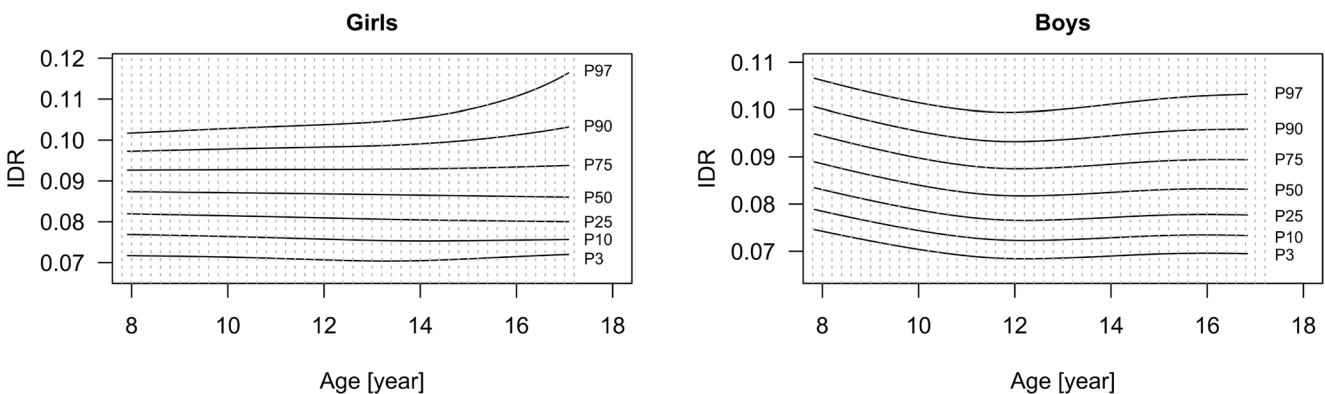 Girls
IDR
0.12
0.11
0.10
0.09
0.08
0.07
P97
P90
P75
P50
P25
P10
P3
8 10 12 14 16 18
Age [year]
Boys
IDR
0.11
0.10
0.09
0.08
0.07
P97
P90
P75
P50
P25
P10
P3
8 10 12 14 16 18
Age [year]